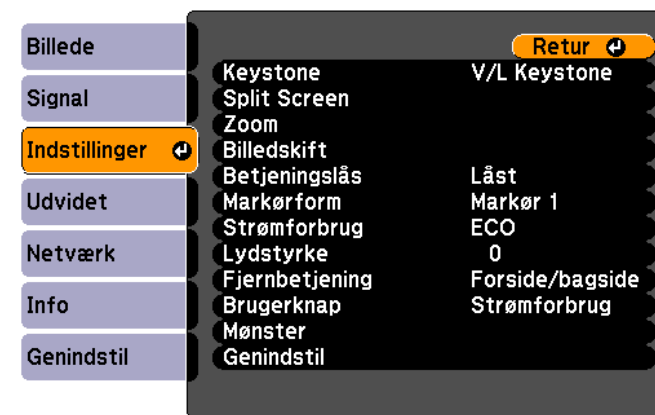 Billede
Signal
Indstillinger
Udvidet
Netværk
Info
Genindstil
Retur
Keystone V/L Keystone
Split Screen
Zoom
Billedskift
Betjeningslås Låst
Markørform Markør 1
Strømforbrug ECO
Lydstyrke 0
Fjernbetjening Forside/bagside
Brugerknap Strømforbrug
Mønster
Genindstil